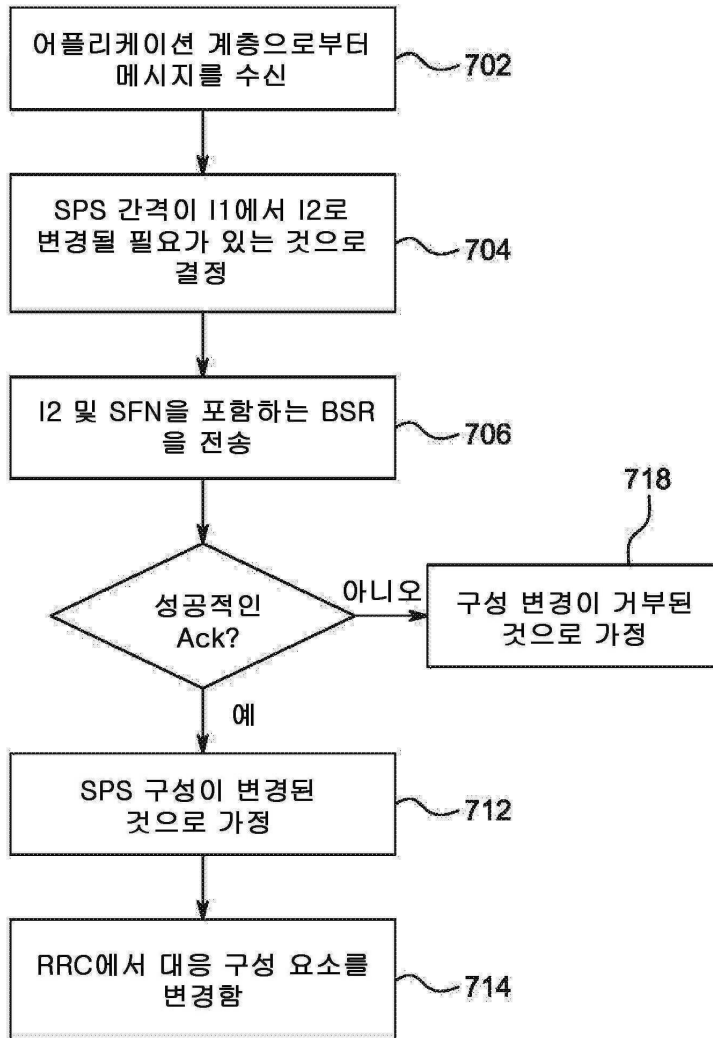 어플리케이션 계층으로부터
메시지를 수신
702
SPS 간격이 I1에서 I2로
변경될 필요가 있는 것으로
결정
704
I2 및 SFN을 포함하는 BSR
을 전송
706
718
성공적인
Ack?
아니오
구성 변경이 거부된
것으로 가정
예
SPS 구성이 변경된
것으로 가정
712
RRC에서 대응 구성 요소를
변경함
714